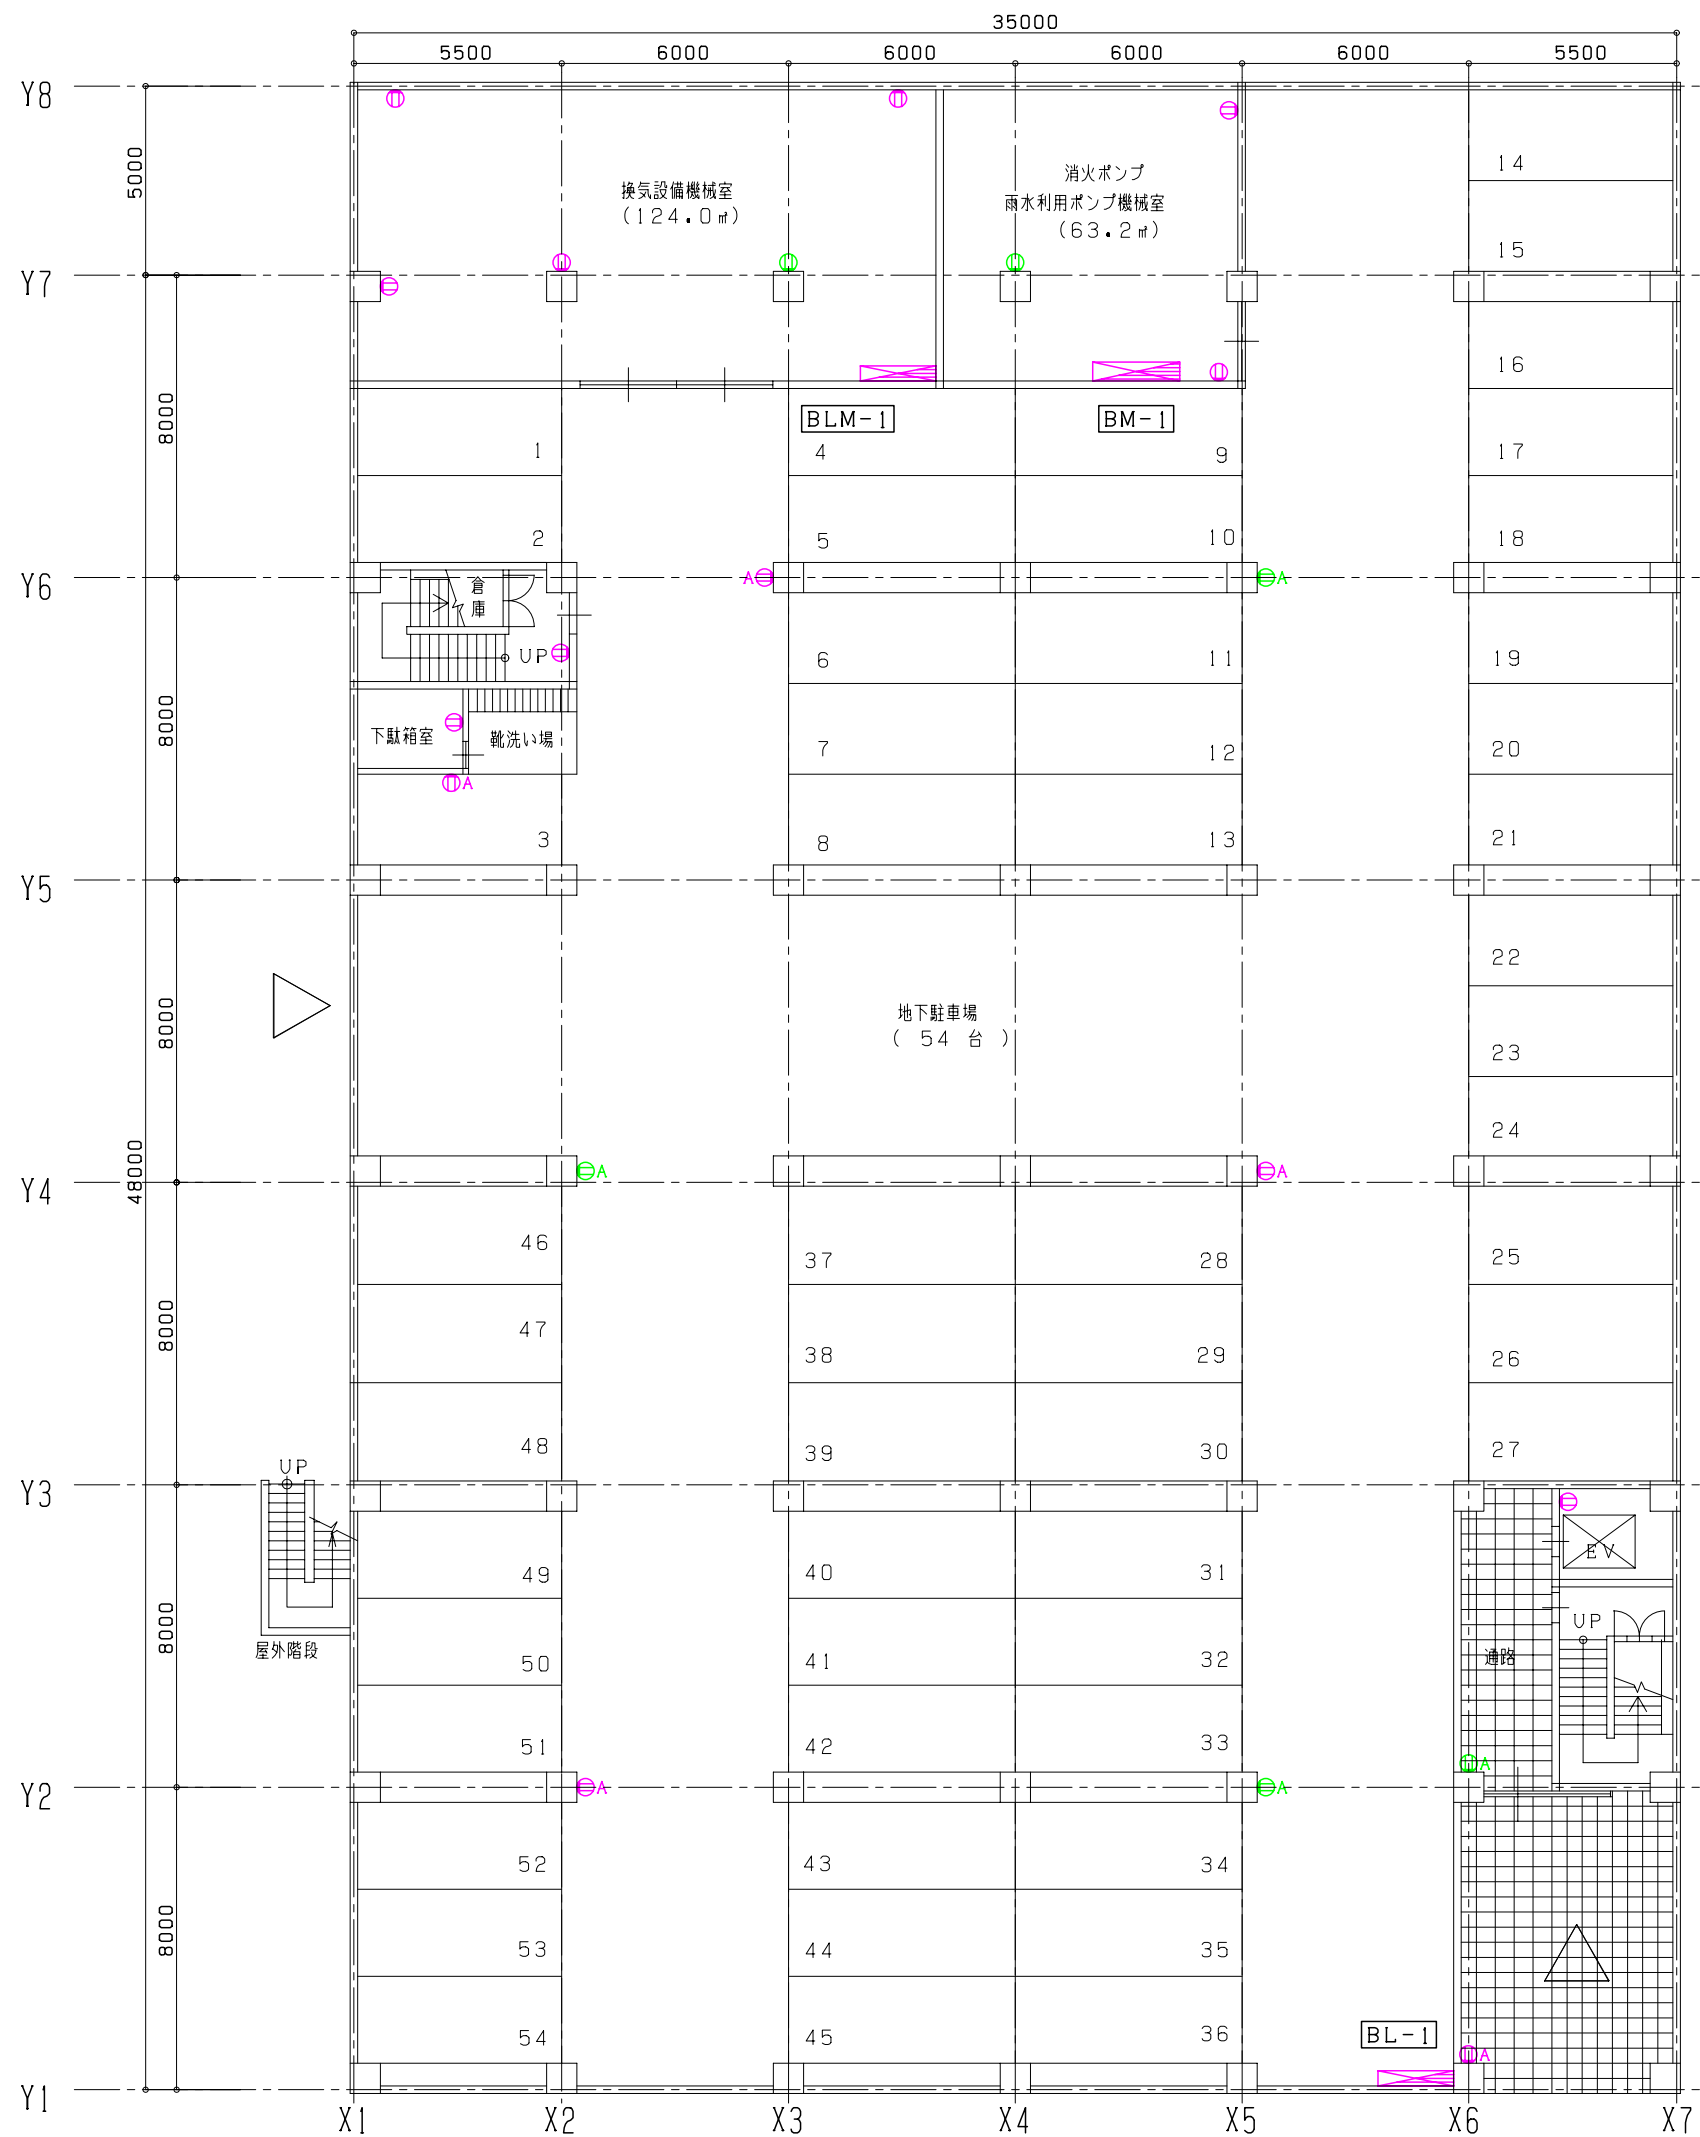 35000
5500 6000 6000 6000 6000 5500
Y8
5000
14
換気設備機械室
(124.0㎡)
消火ポンプ
雨水利用ポンプ機械室
(63.2㎡)
15
Y7
16
8000
BLM-1 BM-1
1 4 9 17
2 5 10 18
Y6
A A
倉
庫
UP
6 11 19
8000
下駄箱室 靴洗い場
7 12 20
A
3 8 13 21
Y5
22
8000
地下駐車場
( 54 台 )
23
24
48000
Y4
A A
46 37 28 25
8000
47 38 29 26
48 39 30 27
UP
Y3
EV
49 40 31
8000
UP
屋外階段
50 41 32
通路
51 42 33
A
Y2
A A
52 43 34
8000
53 44 35
54 45 36
BL-1
A
Y1
X1 X2 X3 X4 X5 X6 X7